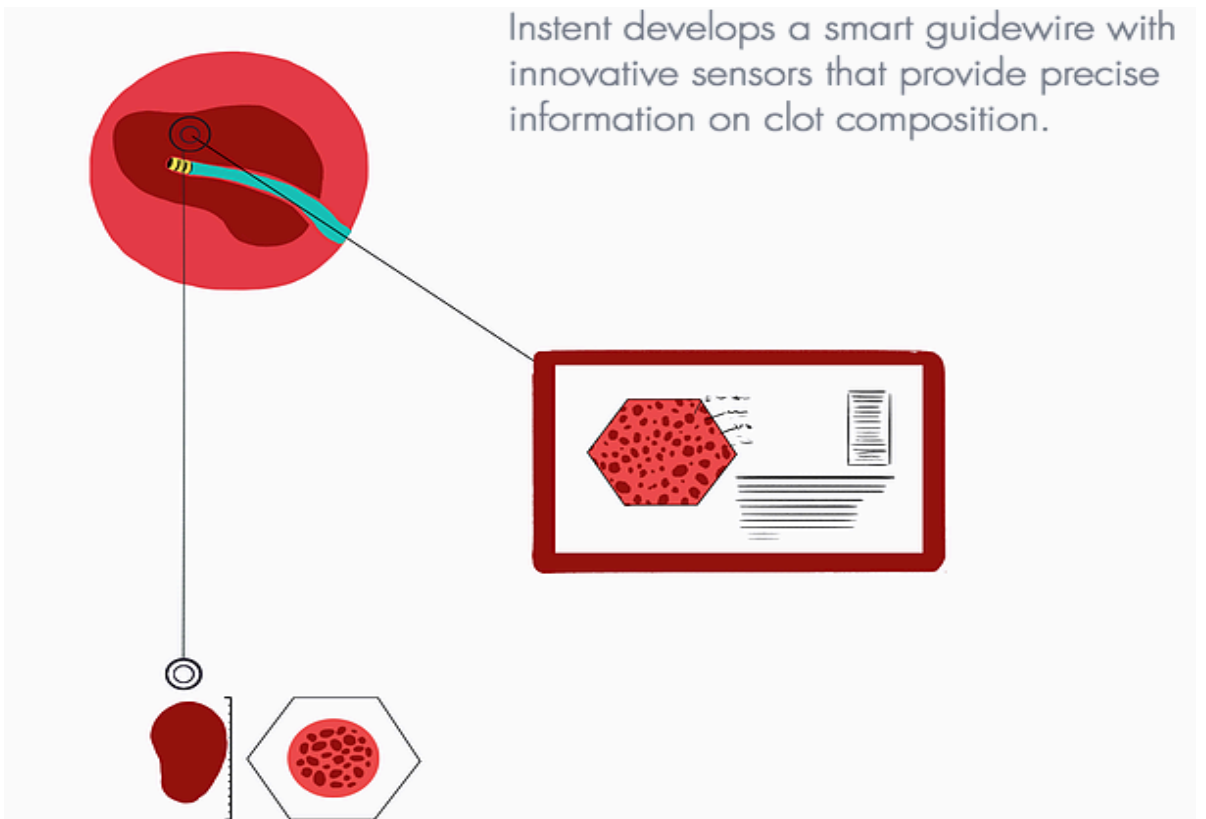 Instent develops a smart guidewire with
innovative sensors that provide precise
information on clot composition.